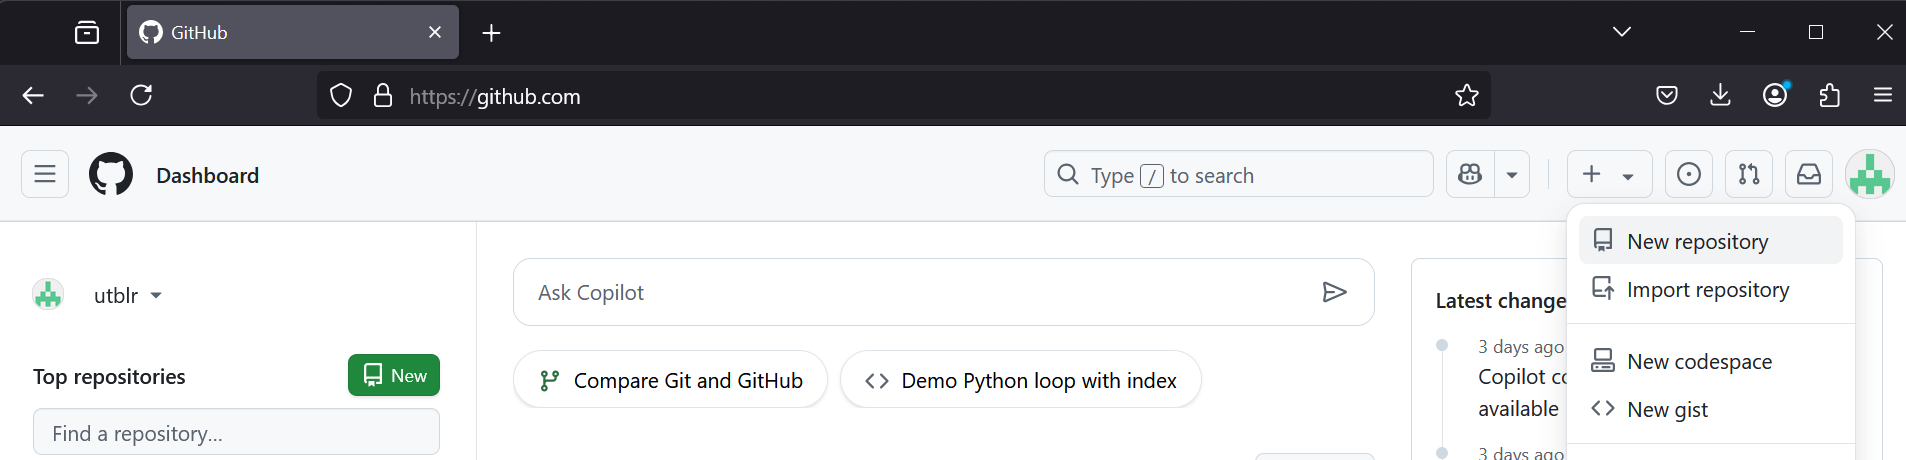 GitHub
https://github.com
Dashboard
Type / to search
New repository
Import repository
New codespace
New gist
utblr
Top repositories
New
Find a repository...
Ask Copilot
Compare Git and GitHub
Demo Python loop with index
Latest change
3 days ago
Copilot co
available
3 days ago